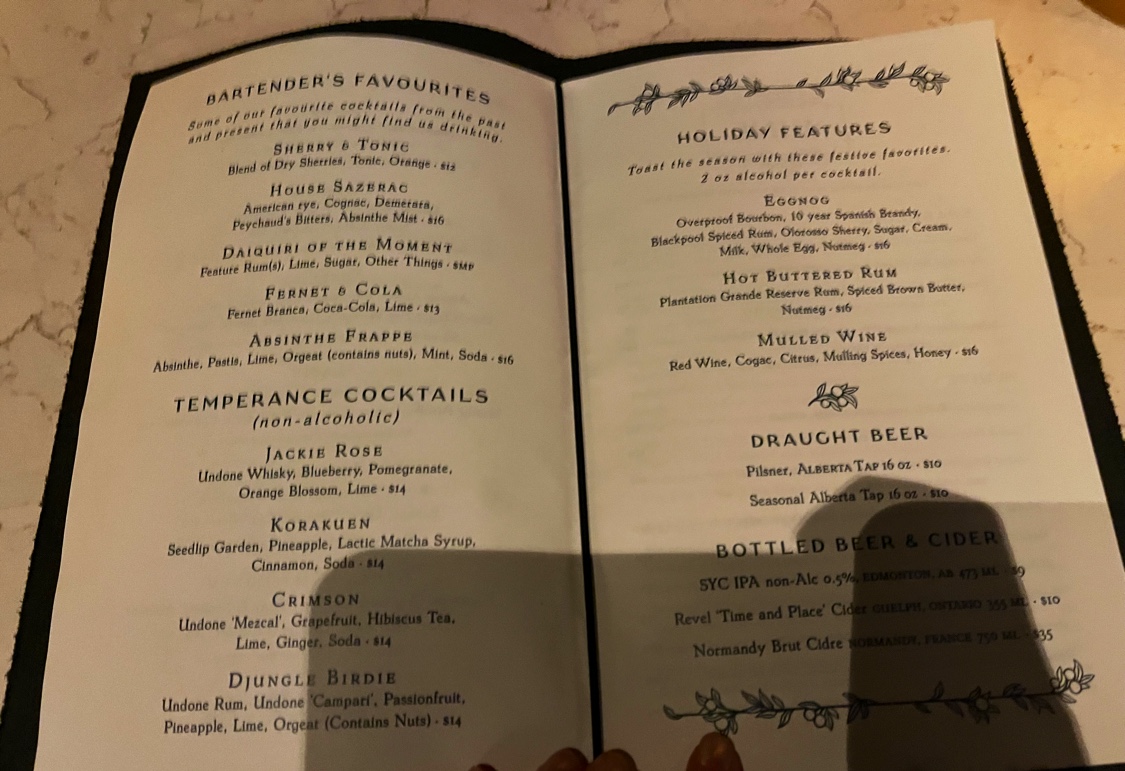 BARTENDER'S FAVOURITES
Some of our favourite cocktails from the past
and present that you might find us drinking.
SHERRY & TONIC
Blend of Dry Sherries, Tonic, Orange · $12
HOUSE SAZERAC
American rye, Cognac, Demerara,
Peychaud's Bitters, Absinthe Mist · $16
DAIQUIRI OF THE MOMENT
Feature Rum(s), Lime, Sugar, Other Things · $MP
FERNET & COLA
Fernet Branca, Coca-Cola, Lime · $13
ABSINTHE FRAPPE
Absinthe, Pastis, Lime, Orgeat (contains nuts), Mint, Soda · $16
TEMPERANCE COCKTAILS
(non-alcoholic)
JACKIE ROSE
Undone Whisky, Blueberry, Pomegranate,
Orange Blossom, Lime · $14
KORAKUEN
Seedlip Garden, Pineapple, Lactic Matcha Syrup,
Cinnamon, Soda · $14
CRIMSON
Undone 'Mezcal', Grapefruit, Hibiscus Tea,
Lime, Ginger, Soda · $14
DJUNGLE BIRDIE
Undone Rum, Undone 'Campari', Passionfruit,
Pineapple, Lime, Orgeat (Contains Nuts) · $14
HOLIDAY FEATURES
Toast the season with these festive favorites.
2 oz alcohol per cocktail.
EGGNOG
Overproof Bourbon, 10 year Spanish Brandy,
Blackpool Spiced Rum, Olorosso Sherry, Sugar, Cream,
Milk, Whole Egg, Nutmeg · $16
HOT BUTTERED RUM
Plantation Grande Reserve Rum, Spiced Brown Butter,
Nutmeg · $16
MULLED WINE
Red Wine, Cogac, Citrus, Mulling Spices, Honey · $16
DRAUGHT BEER
Pilsner, ALBERTA TAP 16 OZ · $10
Seasonal Alberta Tap 16 oz · $10
BOTTLED BEER & CIDER
SYC IPA non-Alc 0.5%, EDMONTON, AB 473 ML · $9
Revel 'Time and Place' Cider GUELPH, ONTARIO 355 ML · $10
Normandy Brut Cidre NORMANDY, FRANCE 750 ML · $35